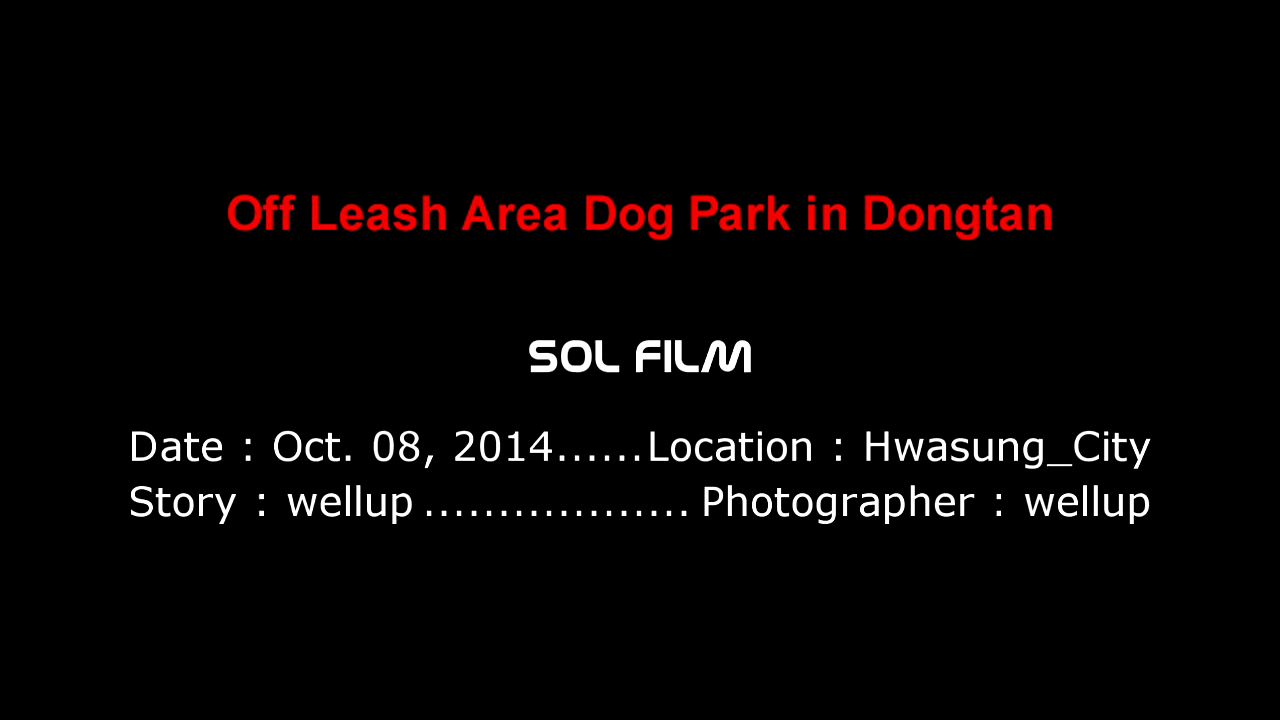 Off Leash Area Dog Park in Dongtan
SOL FILM
Date : Oct. 08, 2014......Location : Hwasung_City
Story : wellup .................. Photographer : wellup